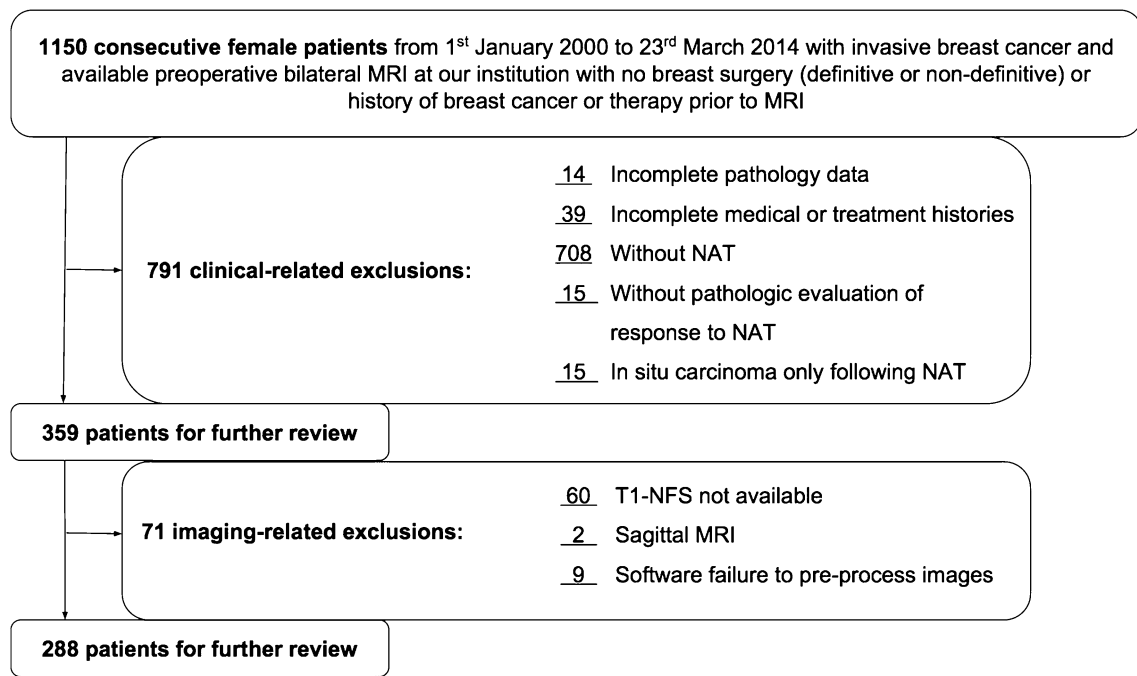 1150 consecutive female patients from 1st January 2000 to 23rd March 2014 with invasive breast cancer and
available preoperative bilateral MRI at our institution with no breast surgery (definitive or non-definitive) or
history of breast cancer or therapy prior to MRI
791 clinical-related exclusions:
14 Incomplete pathology data
39 Incomplete medical or treatment histories
708 Without NAT
15 Without pathologic evaluation of
response to NAT
15 In situ carcinoma only following NAT
359 patients for further review
71 imaging-related exclusions:
60 T1-NFS not available
2 Sagittal MRI
9 Software failure to pre-process images
288 patients for further review